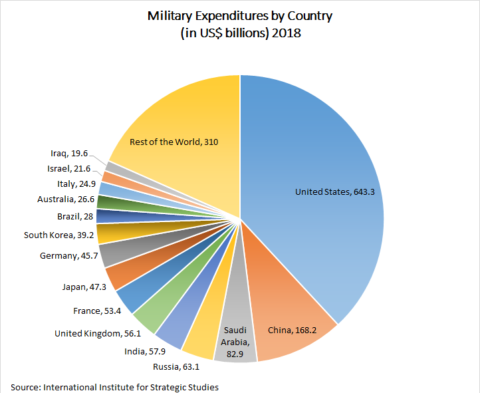 Military Expenditures by Country
(in US$ billions) 2018
United States, 643.3
China, 168.2
Saudi
Arabia,
82.9
Russia, 63.1
India, 57.9
United Kingdom, 56.1
France, 53.4
Japan, 47.3
Germany, 45.7
South Korea, 39.2
Brazil, 28
Australia, 26.6
Italy, 24.9
Israel, 21.6
Iraq, 19.6
Rest of the World, 310
Source: International Institute for Strategic Studies